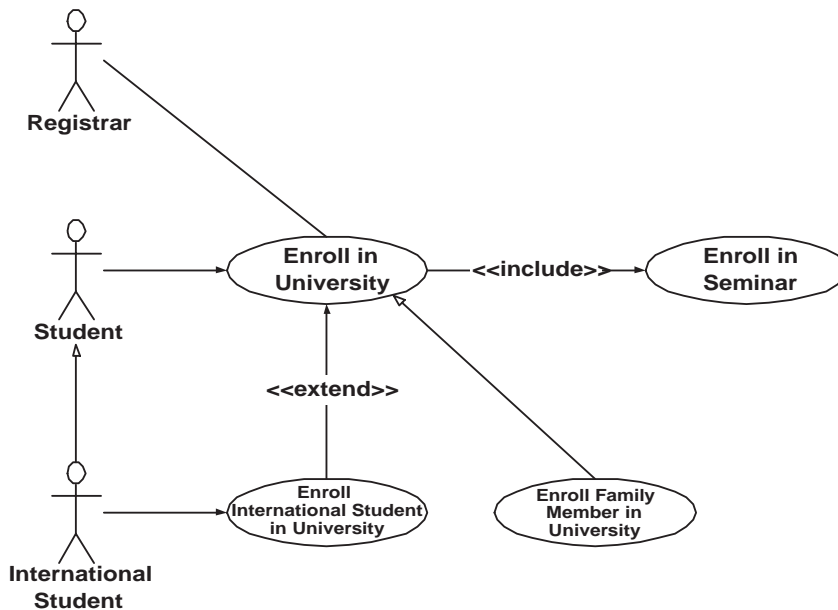 Registrar
Enroll in
University
<<include>>
Enroll in
Seminar
Student
<<extend>>
Enroll
International Student
in University
Enroll Family
Member in
University
International
Student